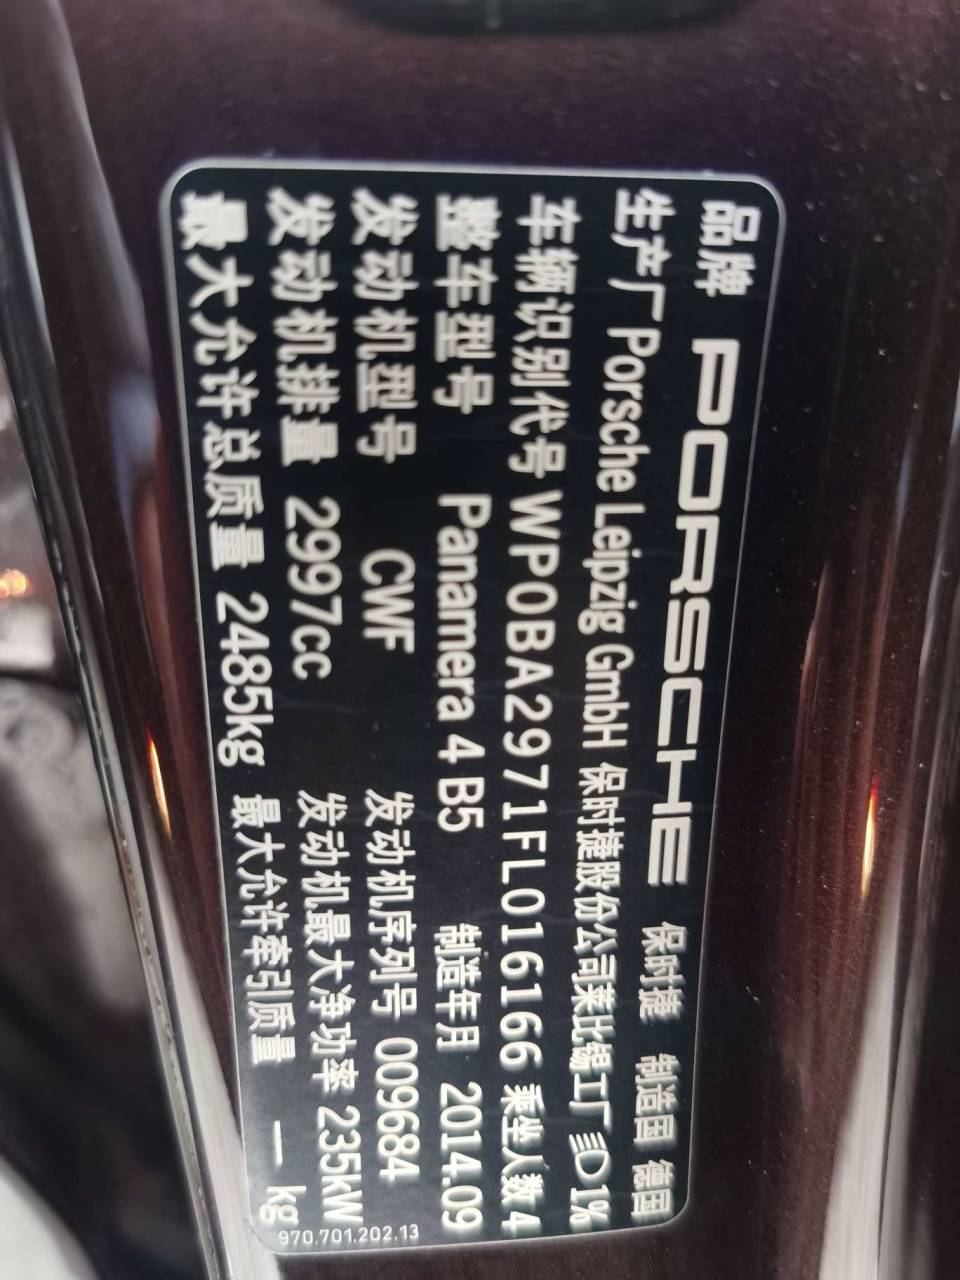 品牌 PORSCHE 保时捷 制造国 德国
生产厂 Porsche Leipzig GmbH 保时捷股份公司莱比锡工厂 1%
车辆识别代号 WP0BA2971FL016166 乘坐人数 4
整车型号 Panamera 4 B5 制造年月 2014.09
发动机型号 CWF 发动机序列号 009684
发动机排量 2997cc 发动机最大净功率 235kW
最大允许总质量 2485kg 最大允许牵引质量 — kg
970.701.202.13